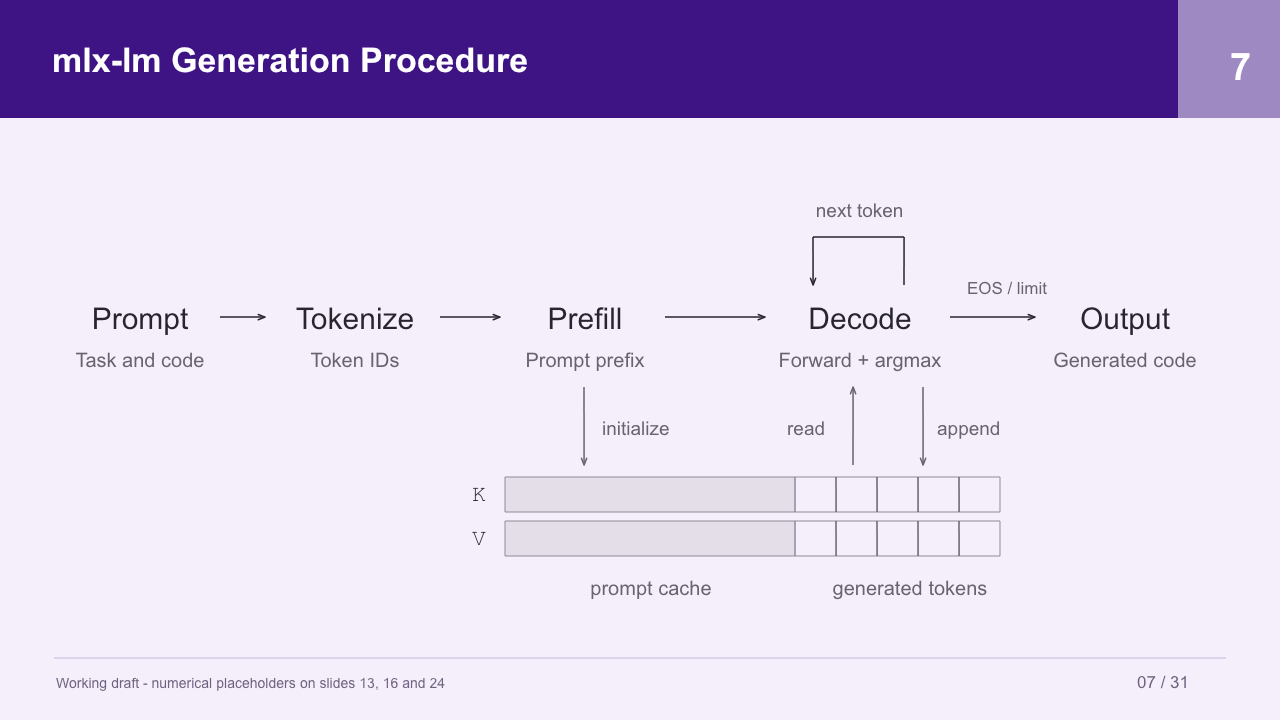 mlx-lm Generation Procedure
7
next token
EOS / limit
Prompt
Tokenize
Prefill
Decode
Output
Task and code
Token IDs
Prompt prefix
Forward + argmax
Generated code
initialize
read
append
K
V
prompt cache
generated tokens
Working draft - numerical placeholders on slides 13, 16 and 24
07 / 31